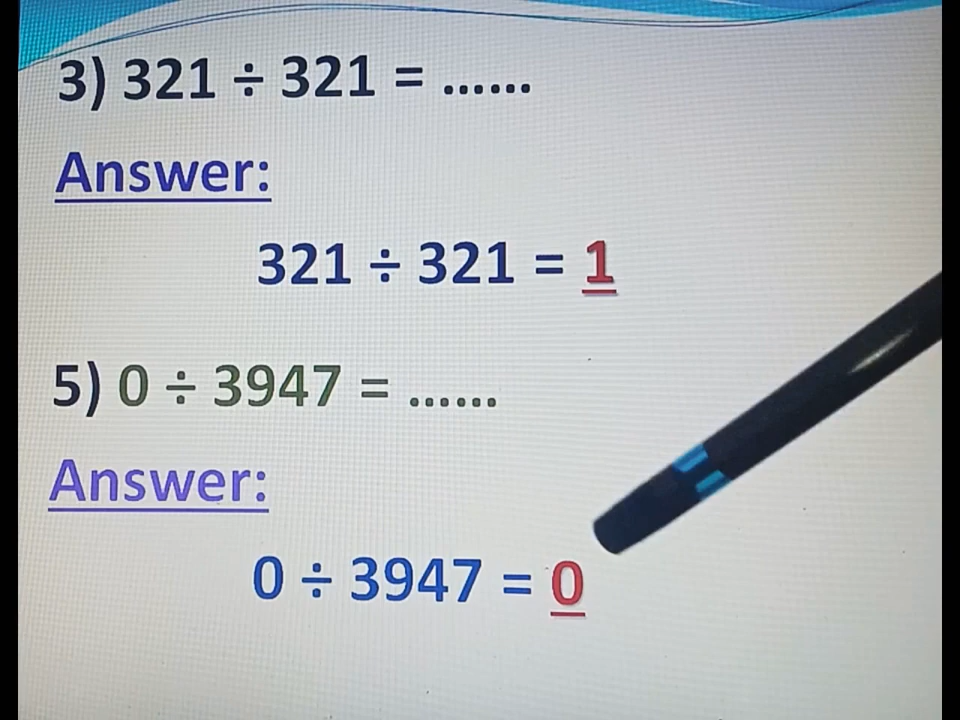 3) 321 ÷ 321 = ......
Answer:
321 ÷ 321 = 1
5) 0 ÷ 3947 = ......
Answer:
0 ÷ 3947 = 0